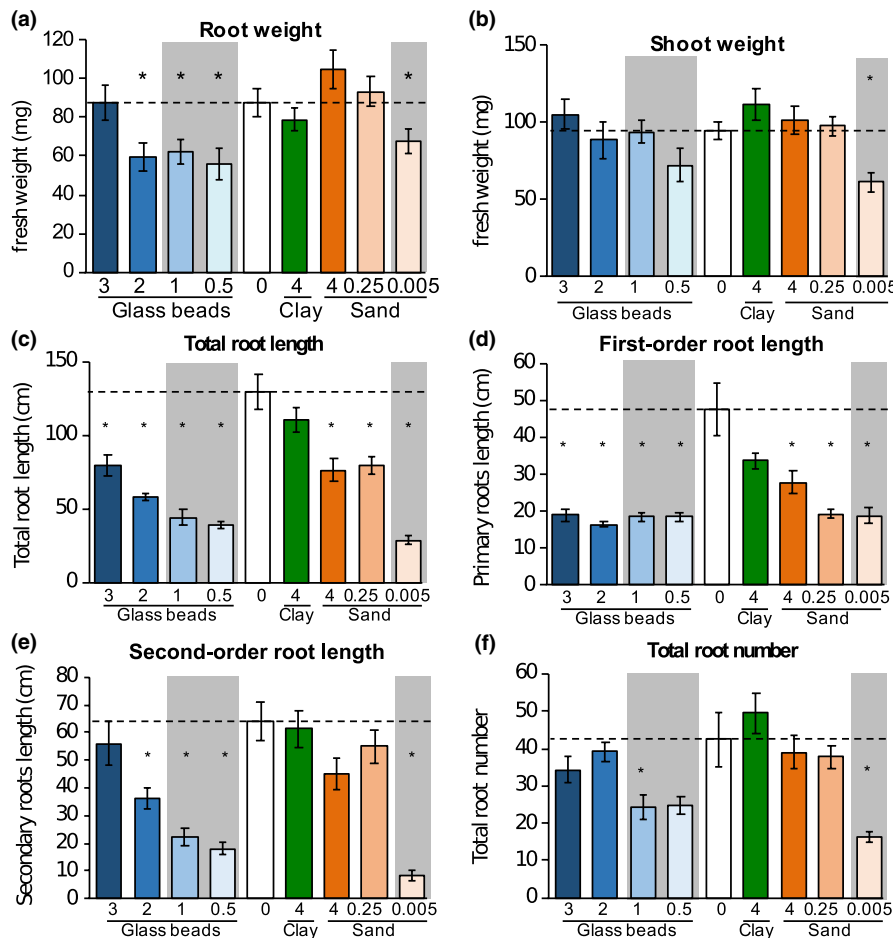 (a) Root weight
fresh weight (mg)
120
100
80
60
40
20
0
* * * *
3 2 1 0.5 0 4 4 0.25 0.005
Glass beads Clay Sand
(b) Shoot weight
fresh weight (mg)
150
100
50
0
*
3 2 1 0.5 0 4 4 0.25 0.005
Glass beads Clay Sand
(c) Total root length
Total root length (cm)
150
100
50
0
* * * * * * *
3 2 1 0.5 0 4 4 0.25 0.005
Glass beads Clay Sand
(d) First-order root length
Primary roots length (cm)
60
50
40
30
20
10
0
* * * * * * *
3 2 1 0.5 0 4 4 0.25 0.005
Glass beads Clay Sand
(e) Second-order root length
Secondary roots length (cm)
80
70
60
50
40
30
20
10
0
* * * *
3 2 1 0.5 0 4 4 0.25 0.005
Glass beads Clay Sand
(f) Total root number
Total root number
60
50
40
30
20
10
0
* *
3 2 1 0.5 0 4 4 0.25 0.005
Glass beads Clay Sand